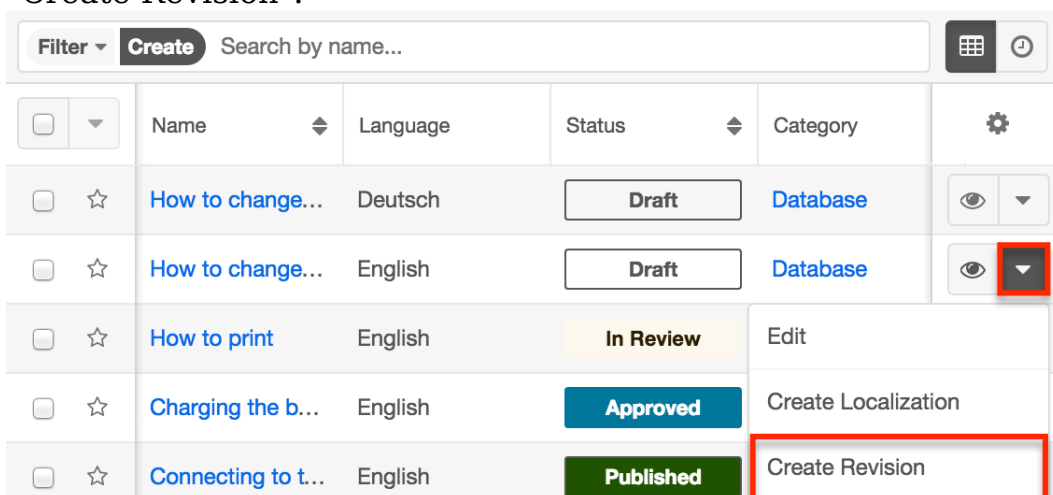 Create Revision".
Filter Create Search by name...
Name Language Status Category
How to change... Deutsch Draft Database
How to change... English Draft Database
How to print English In Review Edit
Charging the b... English Approved Create Localization
Connecting to t... English Published Create Revision